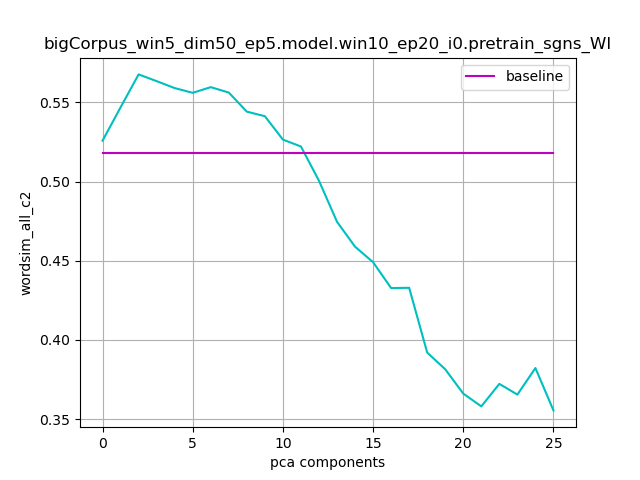 bigCorpus_win5_dim50_ep5.model.win10_ep20_i0.pretrain_sgns_WI
baseline
0.55
0.50
0.45
0.40
0.35
wordsim_all_c2
0 5 10 15 20 25
pca components